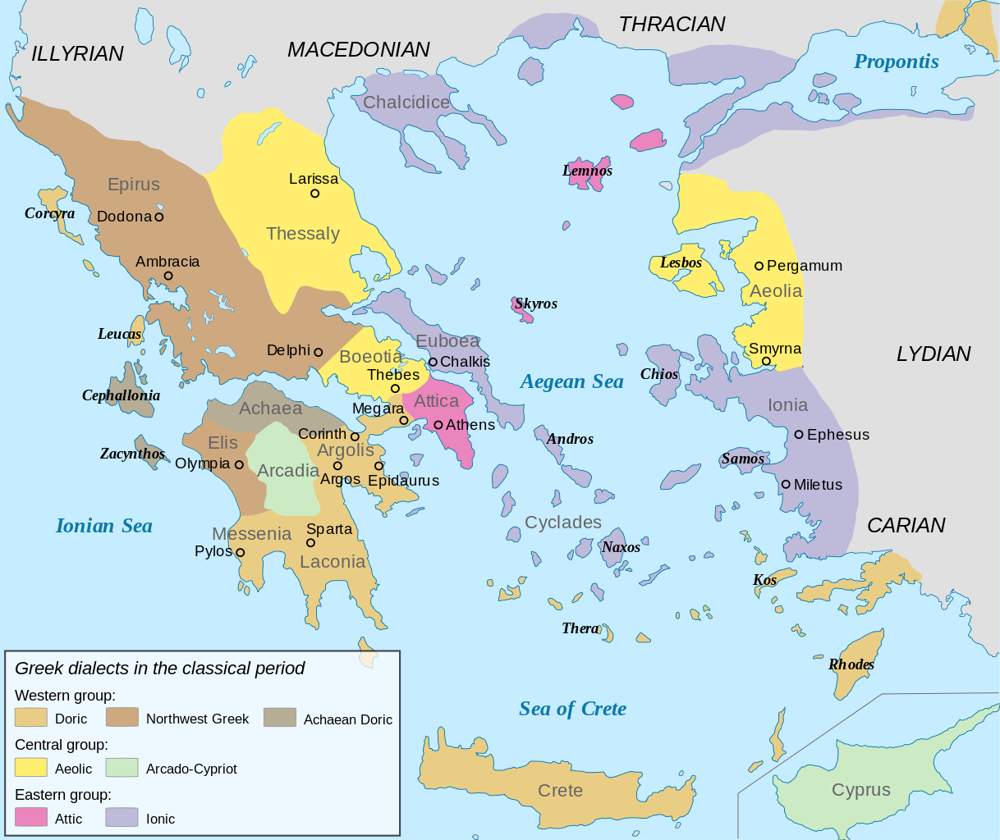 THRACIAN
ILLYRIAN
MACEDONIAN
Propontis
Chalcidice
Lemnos
Larissa
Epirus
Corcyra
Dodona
Thessaly
Ambracia
Lesbos
Pergamum
Aeolia
Skyros
Leucas
Euboea
Delphi
Boeotia
Chalkis
Smyrna
LYDIAN
Thebes
Chios
Aegean Sea
Cephallonia
Attica
Achaea
Megara
Ionia
Athens
Corinth
Ephesus
Andros
Elis
Argolis
Zacynthos
Samos
Olympia
Arcadia
Argos
Epidaurus
Miletus
Ionian Sea
Cyclades
CARIAN
Messenia
Sparta
Pylos
Naxos
Laconia
Kos
Thera
Rhodes
Sea of Crete
Crete
Cyprus
Greek dialects in the classical period
Western group:
Doric Northwest Greek Achaean Doric
Central group:
Aeolic Arcado-Cypriot
Eastern group:
Attic Ionic